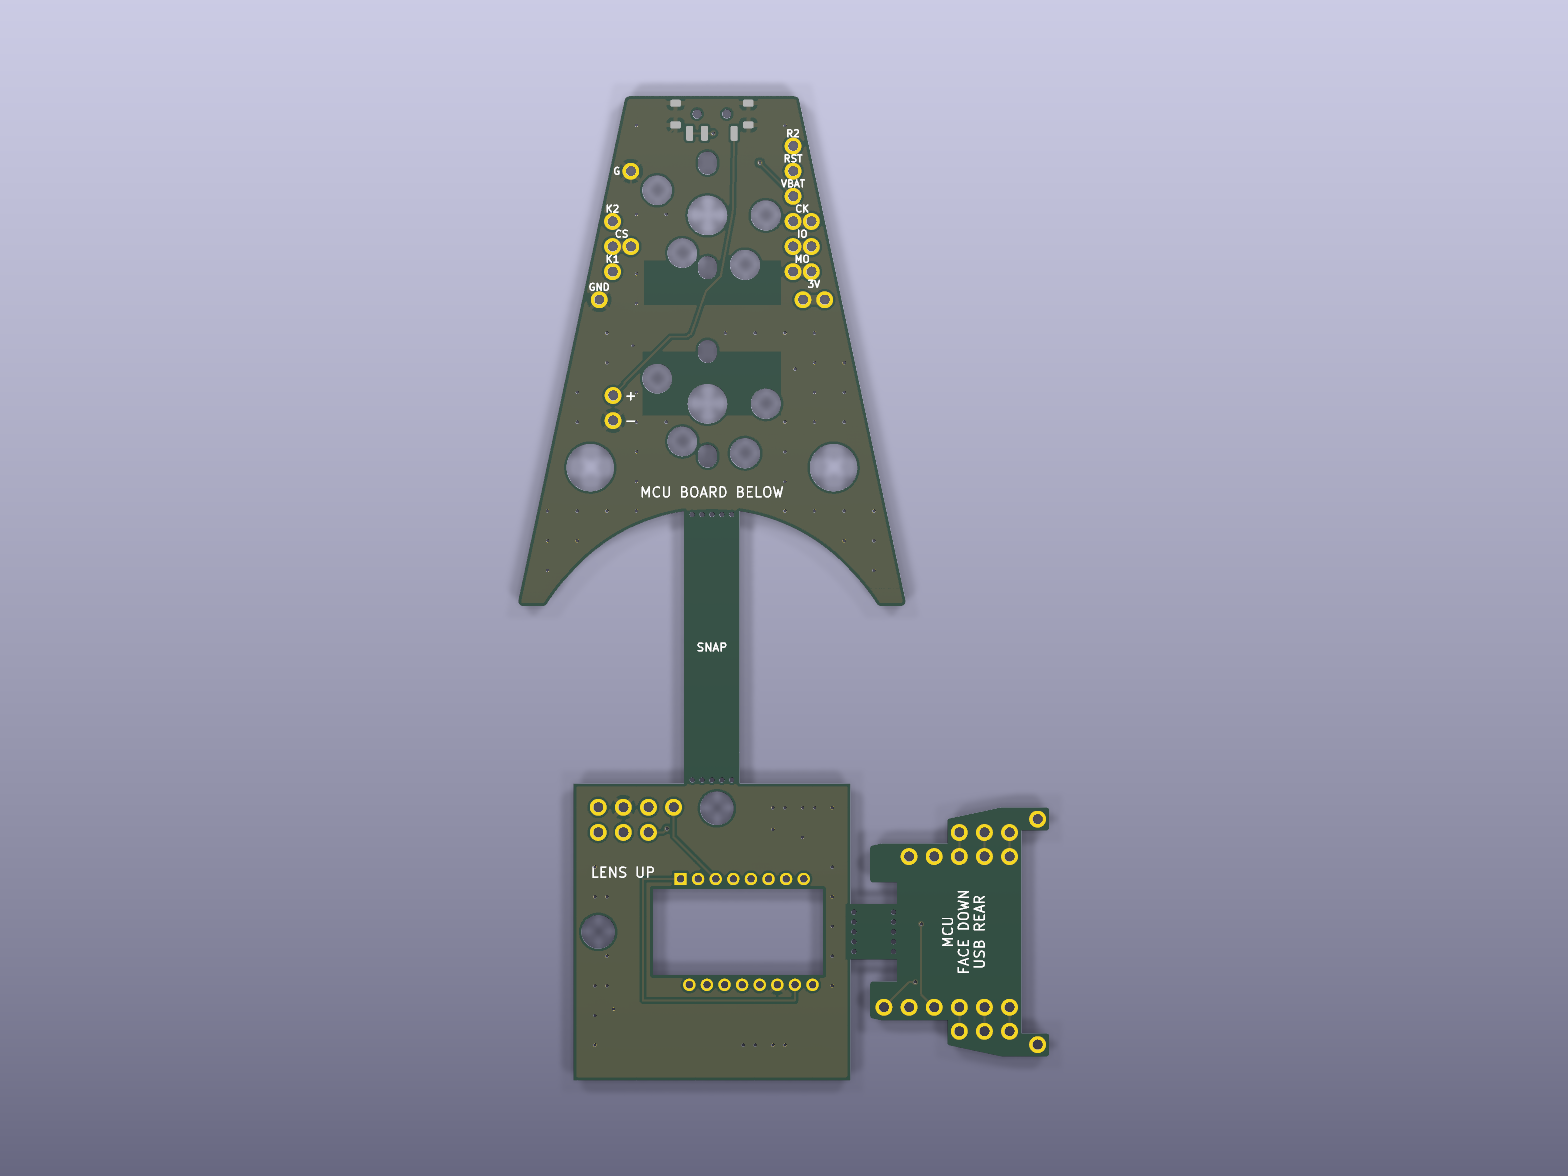 R2
RST
G
VBAT
K2
CK
CS
IO
K1
MO
3V
GND
+
−
MCU BOARD BELOW
SNAP
LENS UP
MCU
FACE DOWN
USB REAR